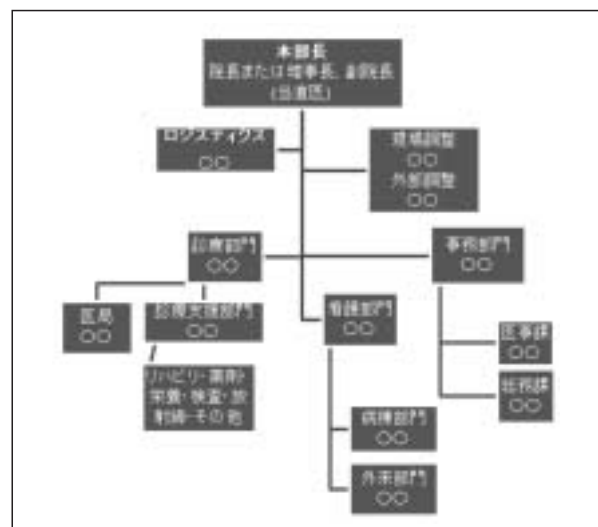 本部長
院長または理事長、副院長
(当直医)
ロジスティクス
○○
現場調整
○○
外部調整
○○
診療部門
○○
事務部門
○○
医局
○○
診療支援部門
○○
看護部門
○○
医事課
○○
リハビリ・薬剤・
栄養・検査・放
射線・その他
総務課
○○
病棟部門
○○
外来部門
○○